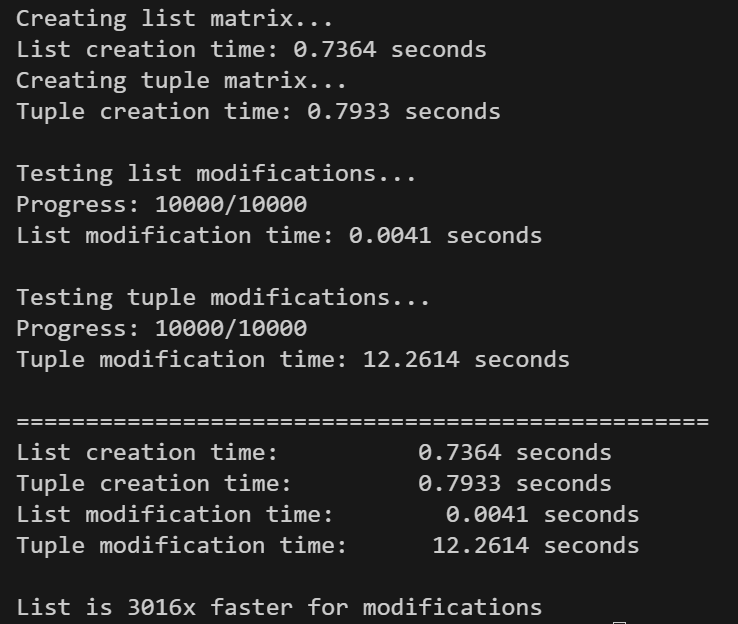 Creating list matrix...
List creation time: 0.7364 seconds
Creating tuple matrix...
Tuple creation time: 0.7933 seconds

Testing list modifications...
Progress: 10000/10000
List modification time: 0.0041 seconds

Testing tuple modifications...
Progress: 10000/10000
Tuple modification time: 12.2614 seconds

==================================================
List creation time:          0.7364 seconds
Tuple creation time:         0.7933 seconds
List modification time:        0.0041 seconds
Tuple modification time:      12.2614 seconds

List is 3016x faster for modifications